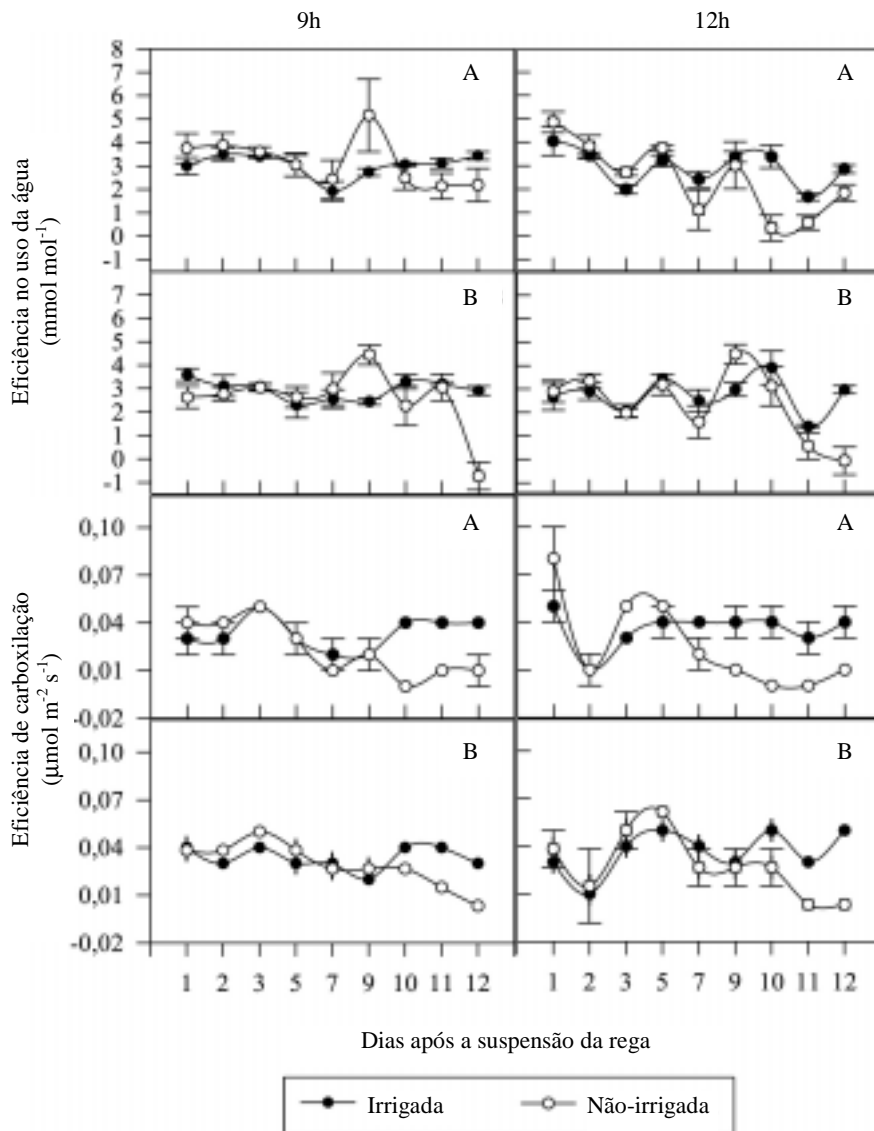 9h 12h
Eficiência no uso da água
(mmol mol⁻¹)
8
7
6
5
4
3
2
1
0
-1
A A
7
6
5
4
3
2
1
0
-1
B B
Eficiência de carboxilação
(µmol m⁻² s⁻¹)
0,10
0,07
0,04
0,01
-0,02
A A
0,10
0,07
0,04
0,01
-0,02
B B
1 2 3 5 7 9 10 11 12 1 2 3 5 7 9 10 11 12
Dias após a suspensão da rega
Irrigada Não-irrigada